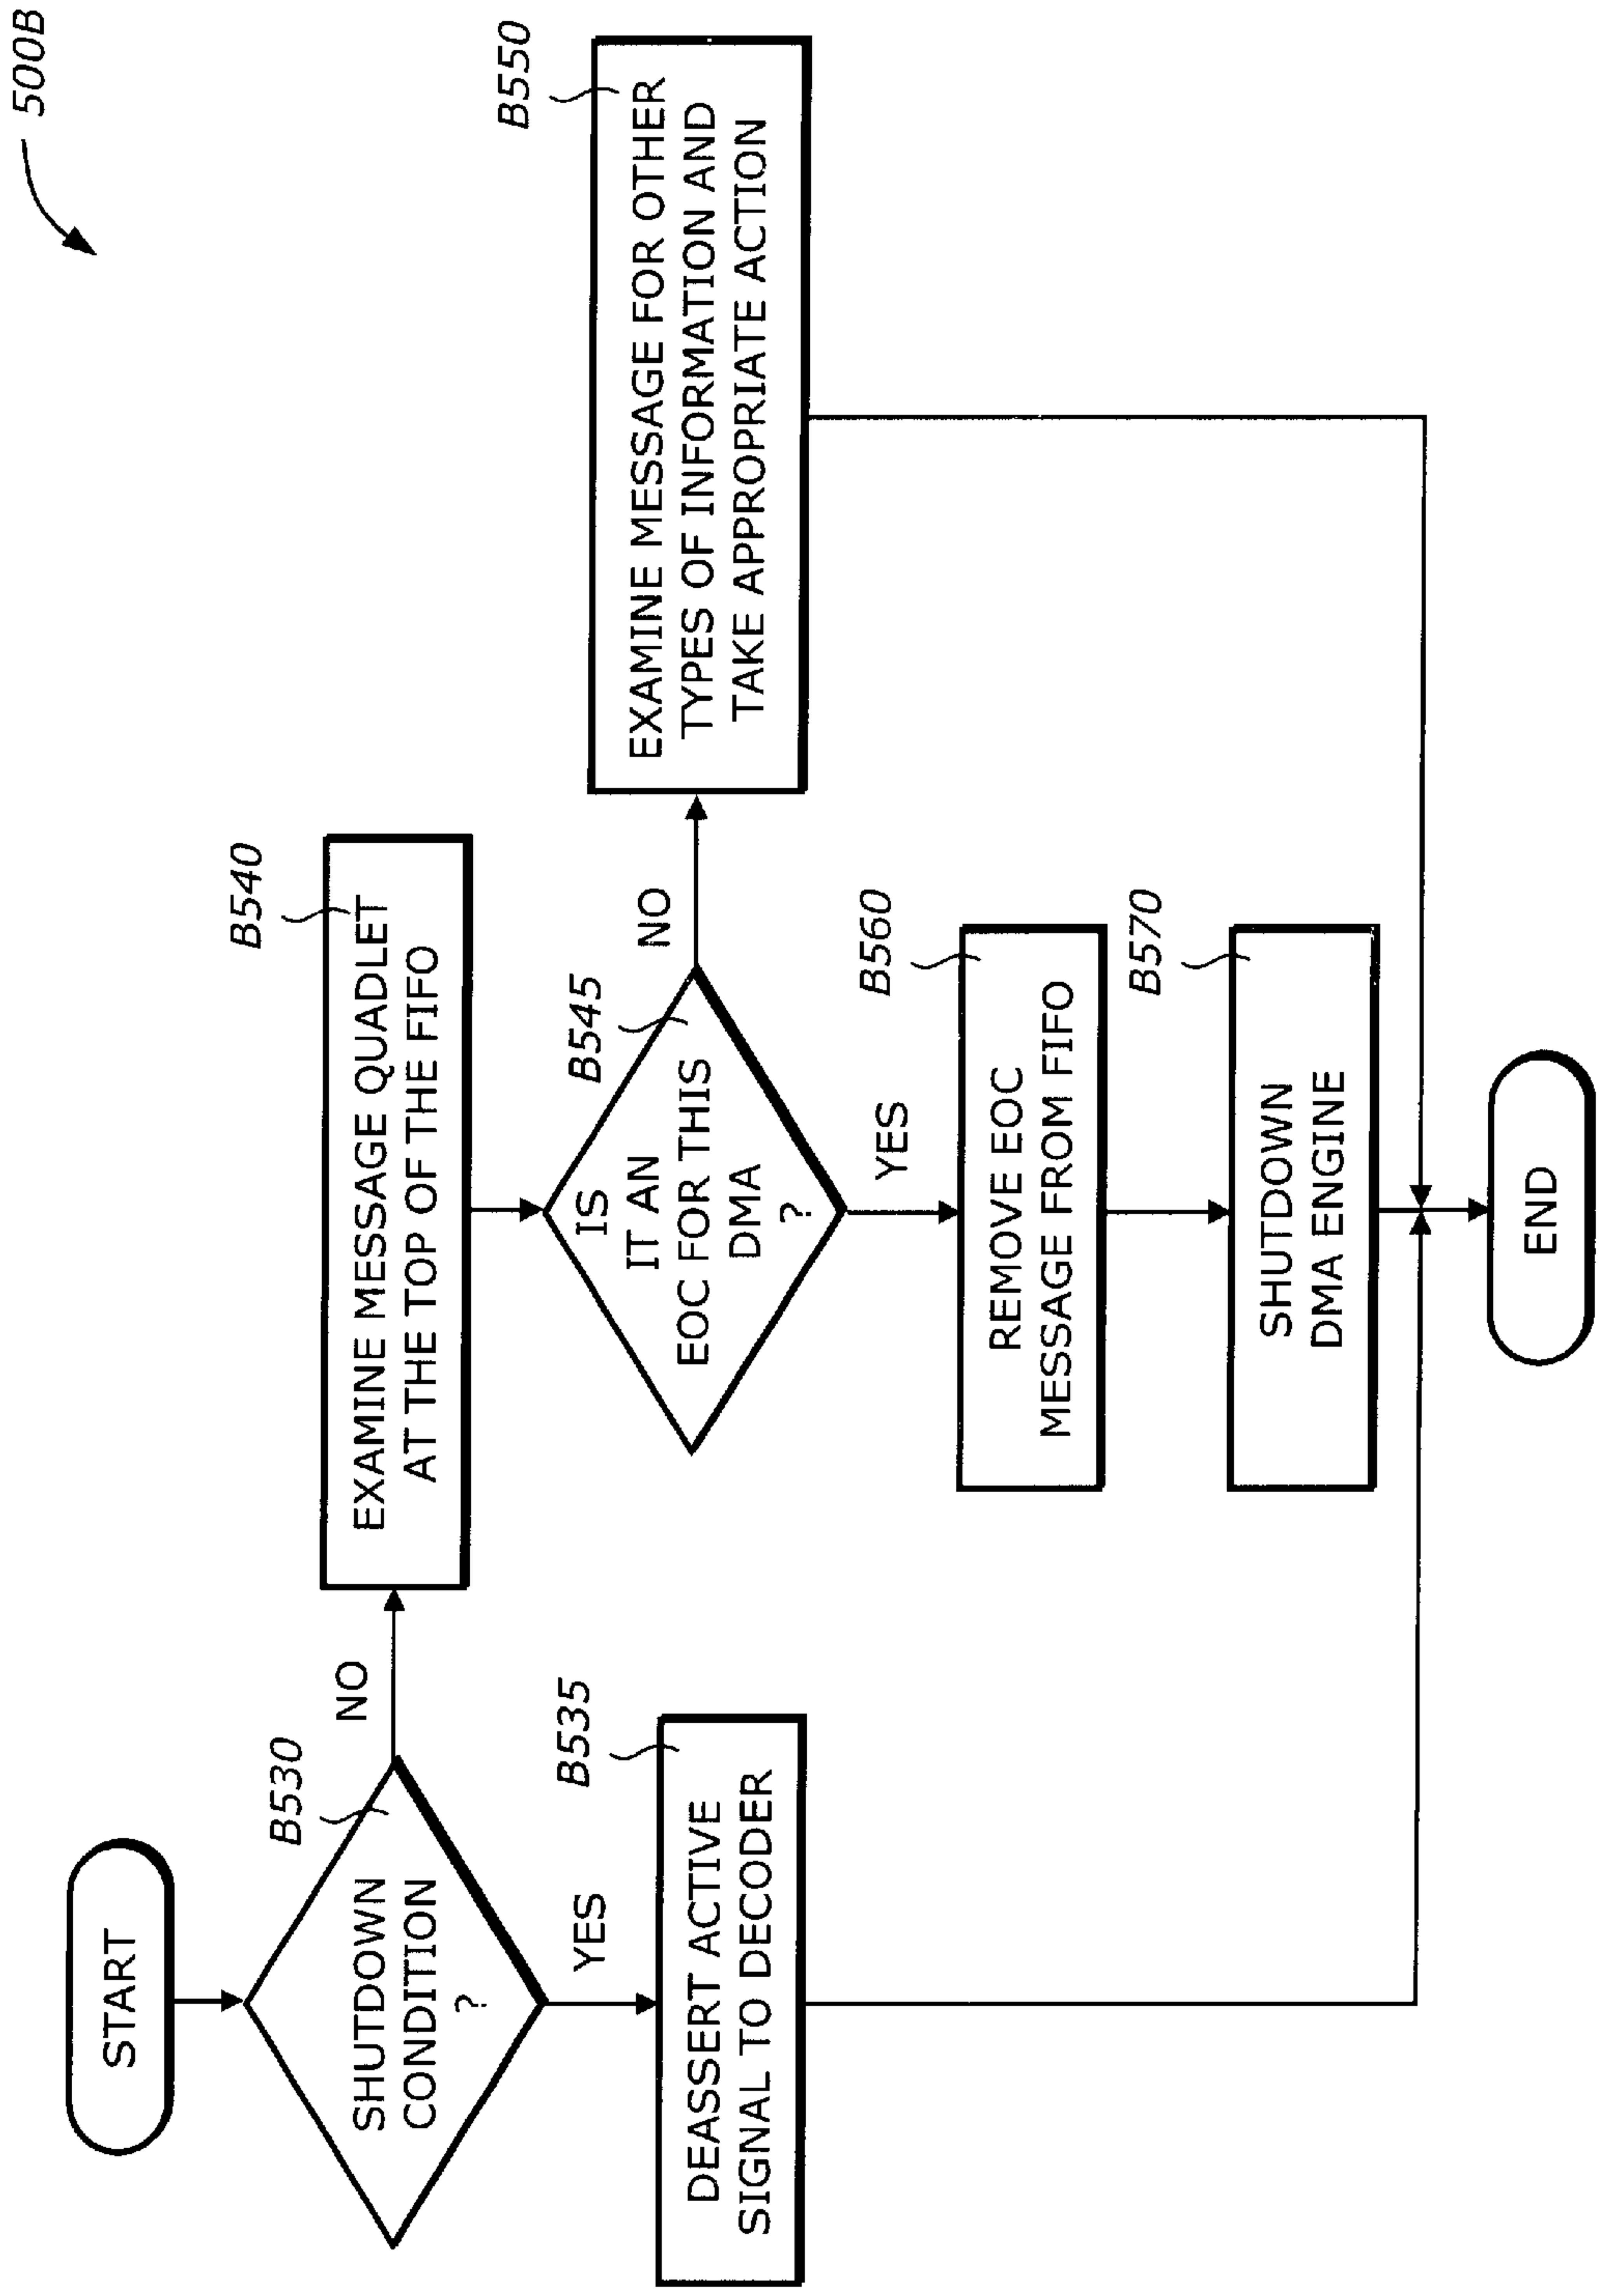 500B
START
B530
SHUTDOWN
CONDITION
?
NO
YES
B535
DEASSERT ACTIVE
SIGNAL TO DECODER
B540
EXAMINE MESSAGE QUADLET
AT THE TOP OF THE FIFO
B545
IS
IT AN
EOC FOR THIS
DMA
?
NO
YES
B550
EXAMINE MESSAGE FOR OTHER
TYPES OF INFORMATION AND
TAKE APPROPRIATE ACTION
B560
REMOVE EOC
MESSAGE FROM FIFO
B570
SHUTDOWN
DMA ENGINE
END